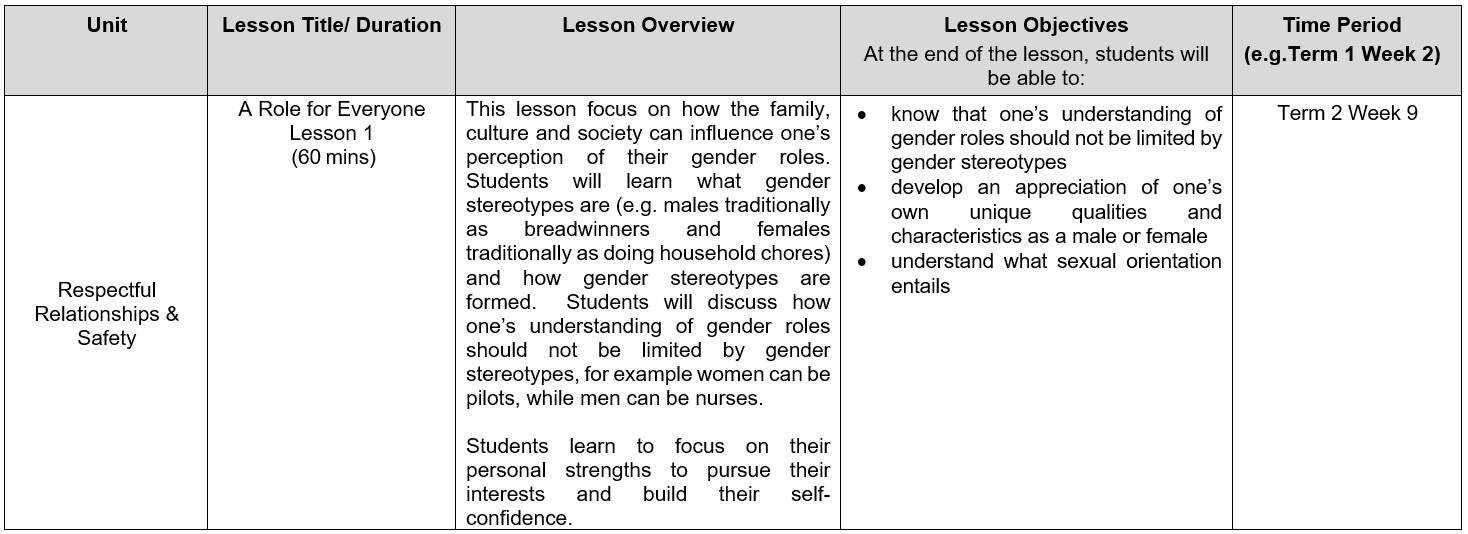 Unit
Lesson Title/ Duration
Lesson Overview
Lesson Objectives
At the end of the lesson, students will
be able to:
Time Period
(e.g.Term 1 Week 2)
Respectful
Relationships &
Safety
A Role for Everyone
Lesson 1
(60 mins)
This lesson focus on how the family,
culture and society can influence one’s
perception of their gender roles.
Students will learn what gender
stereotypes are (e.g. males traditionally
as breadwinners and females
traditionally as doing household chores)
and how gender stereotypes are
formed. Students will discuss how
one’s understanding of gender roles
should not be limited by gender
stereotypes, for example women can be
pilots, while men can be nurses.
Students learn to focus on their
personal strengths to pursue their
interests and build their self-
confidence.
• know that one’s understanding of
gender roles should not be limited by
gender stereotypes
• develop an appreciation of one’s
own unique qualities and
characteristics as a male or female
• understand what sexual orientation
entails
Term 2 Week 9